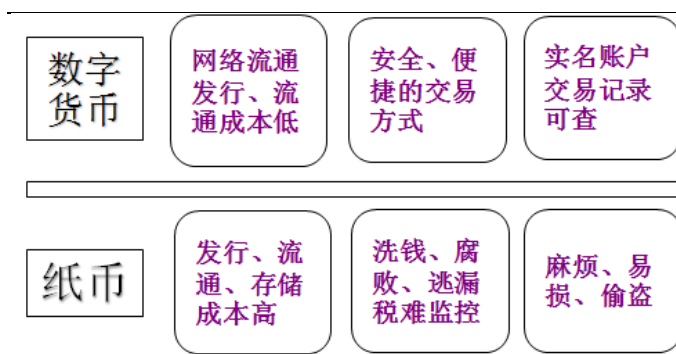 数字
货币
网络流通
发行、流
通成本低
安全、便
捷的交易
方式
实名账户
交易记录
可查
纸币
发行、流
通、存储
成本高
洗钱、腐
败、逃漏
税难监控
麻烦、易
损、偷盗